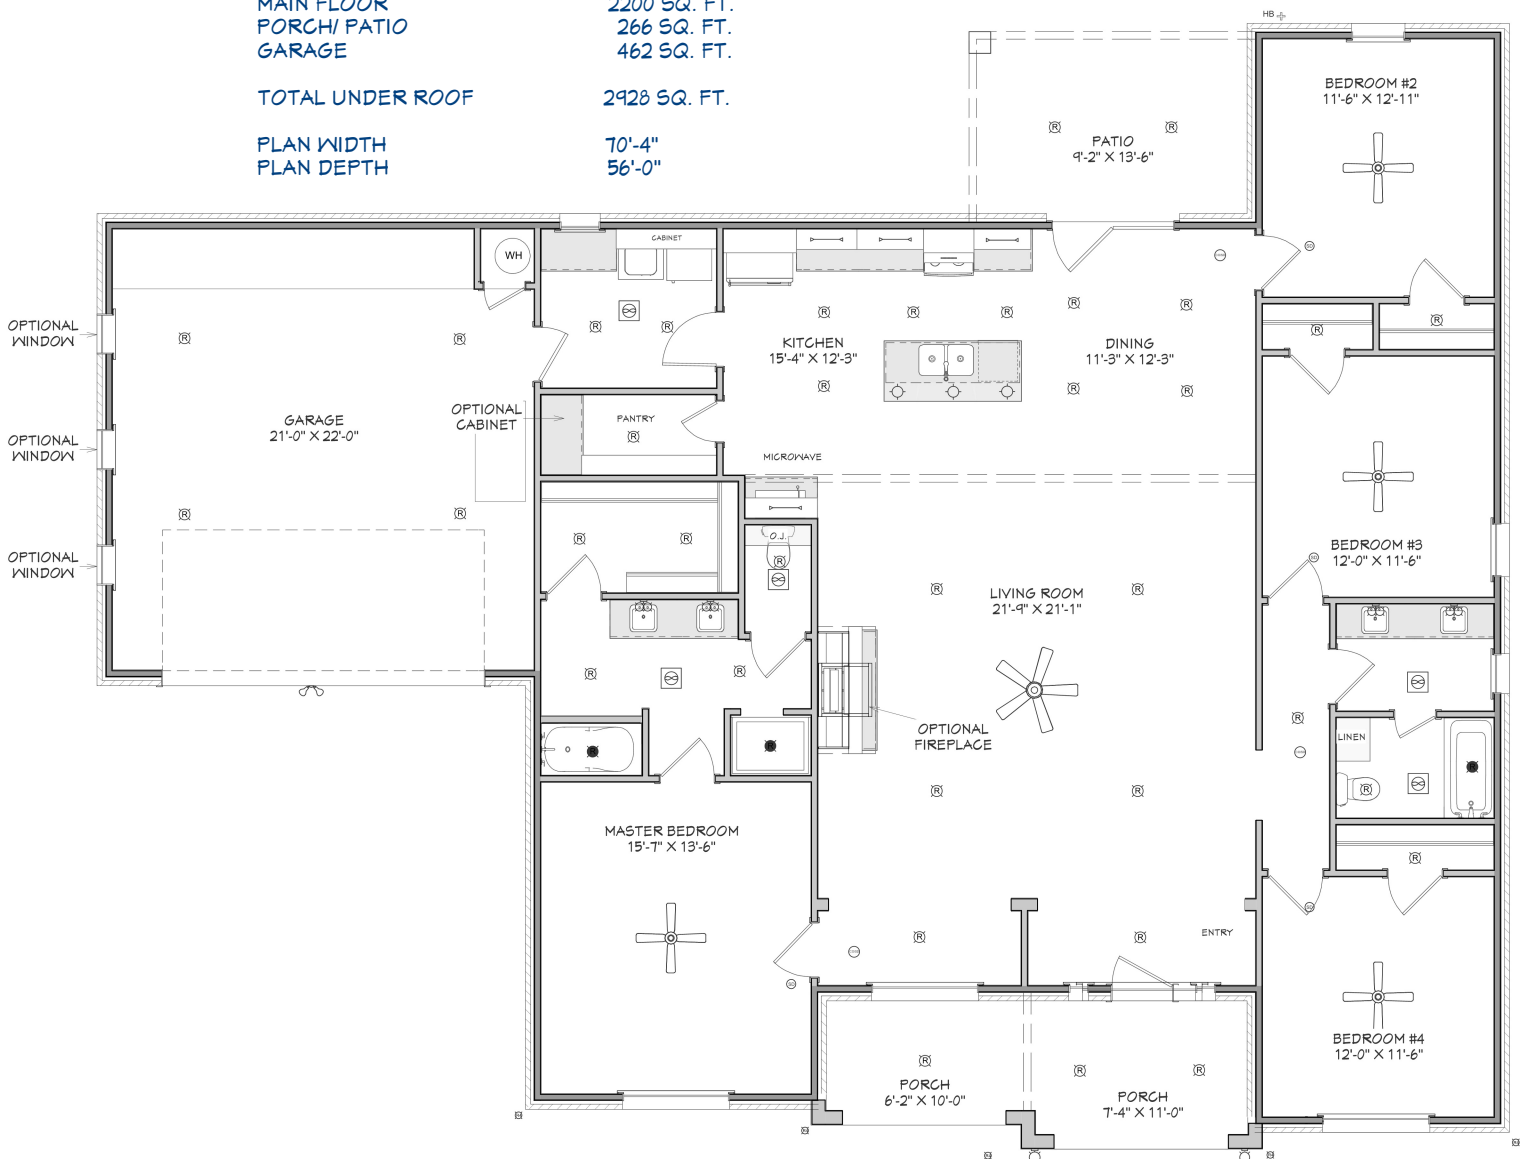 MAIN FLOOR 2200 SQ. FT.
PORCH/ PATIO 266 SQ. FT.
GARAGE 462 SQ. FT.
TOTAL UNDER ROOF 2928 SQ. FT.
PLAN WIDTH 70'-4"
PLAN DEPTH 56'-0"
HB
BEDROOM #2
11'-6" X 12'-11"
PATIO
9'-2" X 13'-6"
WH
CABINET
OPTIONAL
WINDOW
KITCHEN
15'-4" X 12'-3"
DINING
11'-3" X 12'-3"
GARAGE
21'-0" X 22'-0"
OPTIONAL
CABINET
PANTRY
OPTIONAL
WINDOW
MICROWAVE
OPTIONAL
WINDOW
O.J.
BEDROOM #3
12'-0" X 11'-6"
LIVING ROOM
21'-9" X 21'-1"
OPTIONAL
FIREPLACE
LINEN
MASTER BEDROOM
15'-7" X 13'-6"
ENTRY
BEDROOM #4
12'-0" X 11'-6"
PORCH
6'-2" X 10'-0"
PORCH
7'-4" X 11'-0"